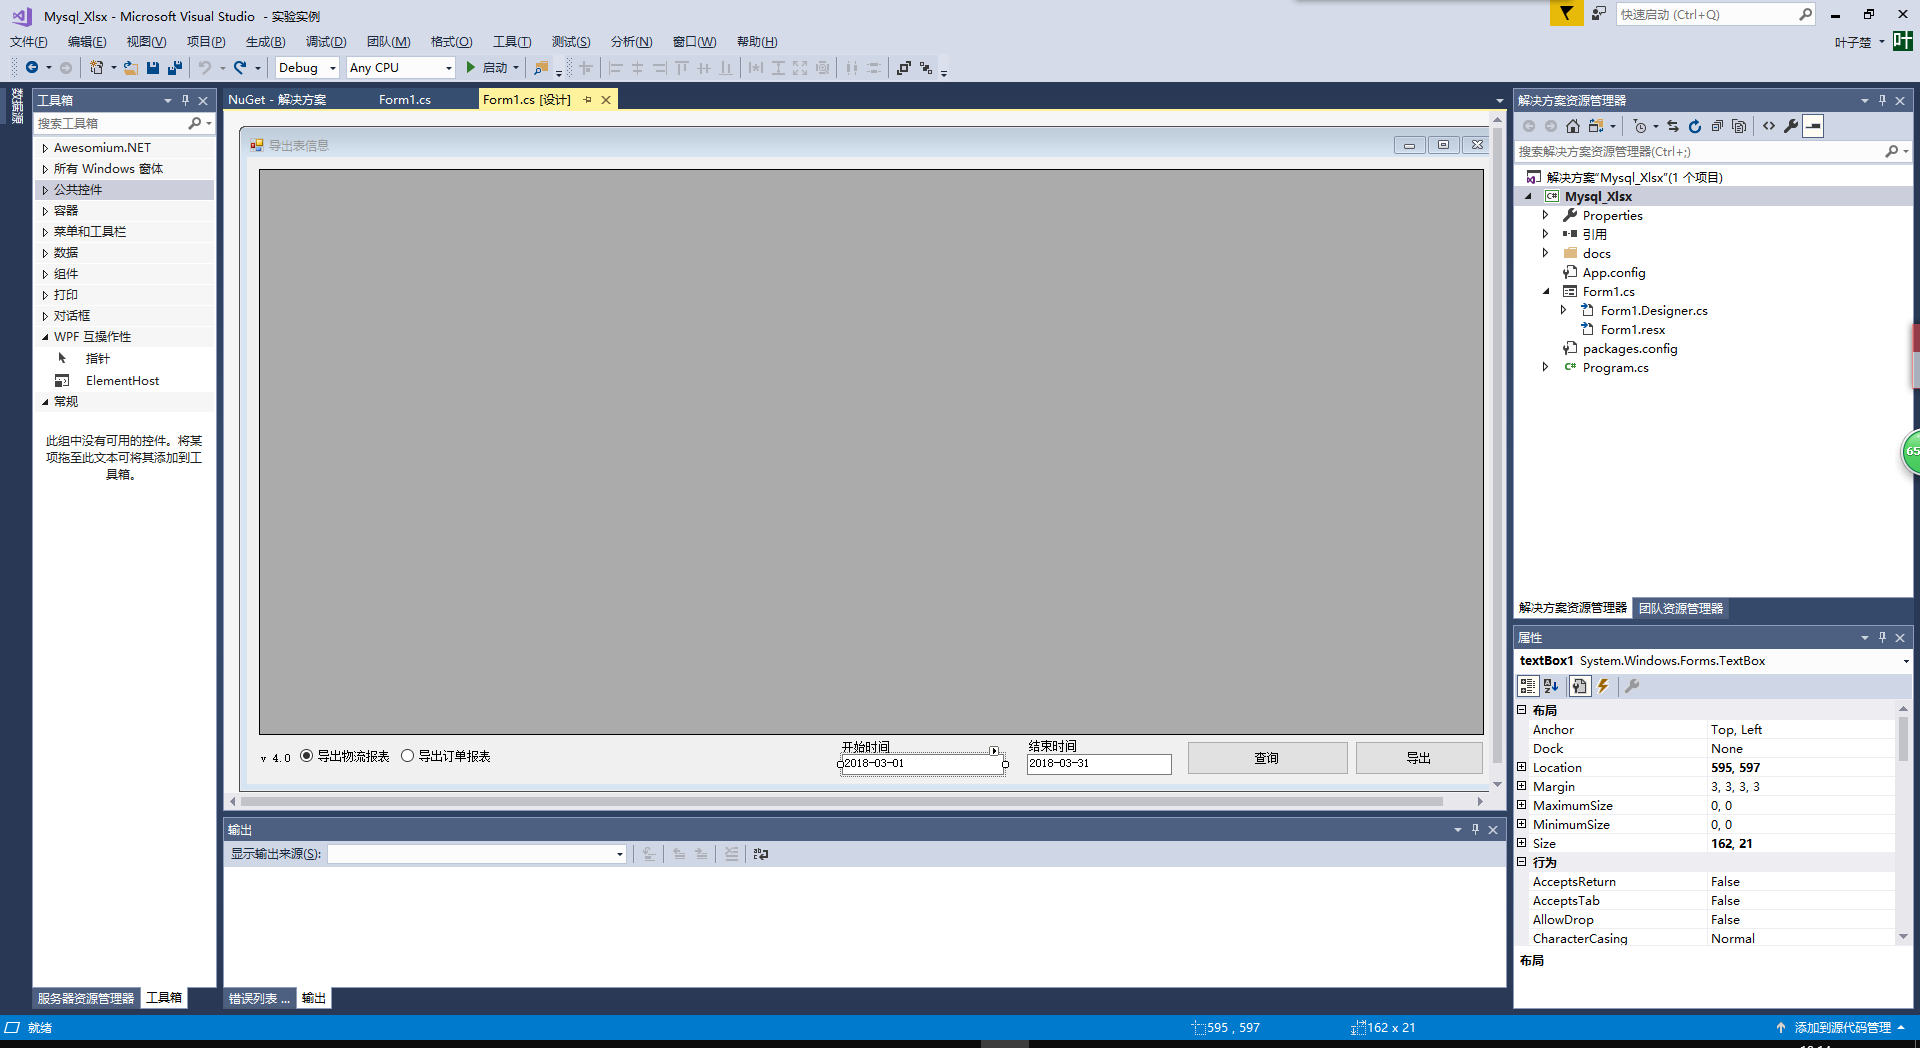 Mysql_Xlsx - Microsoft Visual Studio - 实验实例
快速启动 (Ctrl+Q)
文件(F) 编辑(E) 视图(V) 项目(P) 生成(B) 调试(D) 团队(M) 格式(O) 工具(T) 测试(S) 分析(N) 窗口(W) 帮助(H)
叶子楚
叶
Debug Any CPU 启动
数据源
工具箱
搜索工具箱
Awesomium.NET
所有 Windows 窗体
公共控件
容器
菜单和工具栏
数据
组件
打印
对话框
WPF 互操作性
指针
ElementHost
常规
此组中没有可用的控件。将某
项拖至此文本可将其添加到工
具箱。
服务器资源管理器 工具箱
NuGet - 解决方案 Form1.cs Form1.cs [设计]
导出表信息
v 4.0 导出物流报表 导出订单报表
开始时间
2018-03-01
结束时间
2018-03-31
查询
导出
输出
显示输出来源(S):
错误列表 ... 输出
解决方案资源管理器
搜索解决方案资源管理器(Ctrl+;)
解决方案"Mysql_Xlsx"(1 个项目)
Mysql_Xlsx
Properties
引用
docs
App.config
Form1.cs
Form1.Designer.cs
Form1.resx
packages.config
Program.cs
65
解决方案资源管理器 团队资源管理器
属性
textBox1 System.Windows.Forms.TextBox
布局
Anchor Top, Left
Dock None
Location 595, 597
Margin 3, 3, 3, 3
MaximumSize 0, 0
MinimumSize 0, 0
Size 162, 21
行为
AcceptsReturn False
AcceptsTab False
AllowDrop False
CharacterCasing Normal
布局
就绪
595 , 597
162 x 21
添加到源代码管理